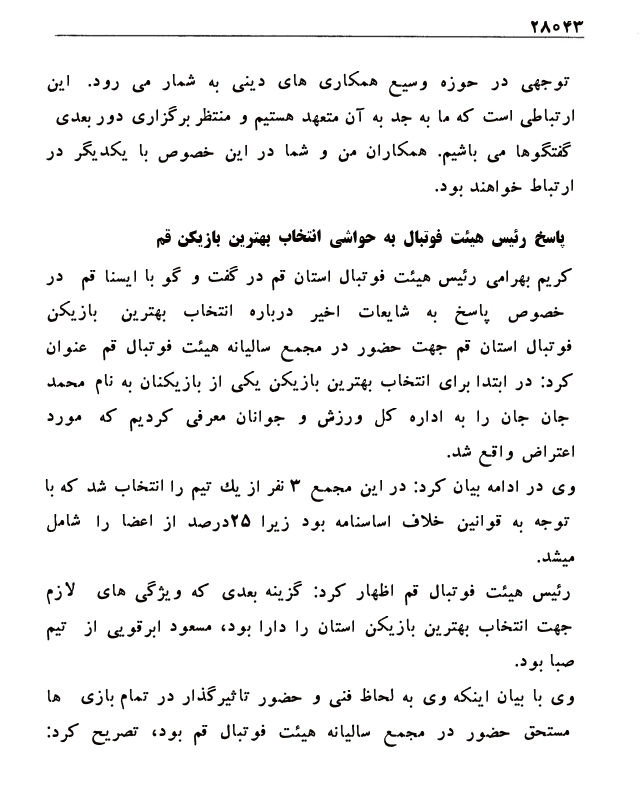 ۲۸۰۴۳
توجهی در حوزه وسیع همکاری های دینی به شمار می رود. این
ارتباطی است که ما به جد به آن متعهد هستیم و منتظر برگزاری دور بعدی
گفتگوها می باشیم. همکاران من و شما در این خصوص با یکدیگر در
ارتباط خواهند بود.
پاسخ رئیس هیئت فوتبال به حواشی انتخاب بهترین بازیکن قم
کریم بهرامی رئیس هیئت فوتبال استان قم در گفت و گو با ایسنا قم در
خصوص پاسخ به شایعات اخیر درباره انتخاب بهترین بازیکن
فوتبال استان قم جهت حضور در مجمع سالیانه هیئت فوتبال قم عنوان
کرد: در ابتدا برای انتخاب بهترین بازیکن یکی از بازیکنان به نام محمد
جان جان را به اداره کل ورزش و جوانان معرفی کردیم که مورد
اعتراض واقع شد.
وی در ادامه بیان کرد: در این مجمع ۳ نفر از یك تیم را انتخاب شد که با
توجه به قوانین خلاف اساسنامه بود زیرا ۲۵درصد از اعضا را شامل
میشد.
رئیس هیئت فوتبال قم اظهار کرد: گزینه بعدی که ویژگی های لازم
جهت انتخاب بهترین بازیکن استان را دارا بود، مسعود ابرقویی از تیم
صبا بود.
وی با بیان اینکه وی به لحاظ فنی و حضور تاثیرگذار در تمام بازی ها
مستحق حضور در مجمع سالیانه هیئت فوتبال قم بود، تصریح کرد: